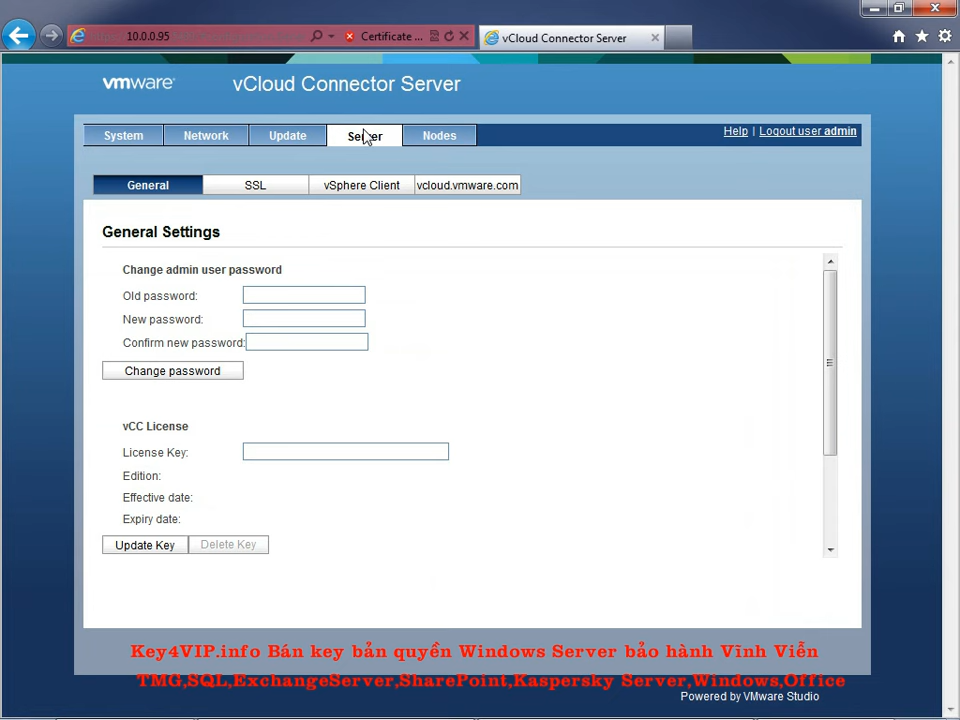 10.0.0.95
Certificate ...
vCloud Connector Server
vmware
vCloud Connector Server
System
Network
Update
Server
Nodes
Help | Logout user admin
General
SSL
vSphere Client
vcloud.vmware.com
General Settings
Change admin user password
Old password:
New password:
Confirm new password:
Change password
vCC License
License Key:
Edition:
Effective date:
Expiry date:
Update Key
Delete Key
Key4VIP.info Bán key bản quyền Windows Server bảo hành Vĩnh Viễn
TMG,SQL,ExchangeServer,SharePoint,Kaspersky Server,Windows,Office
Powered by VMware Studio